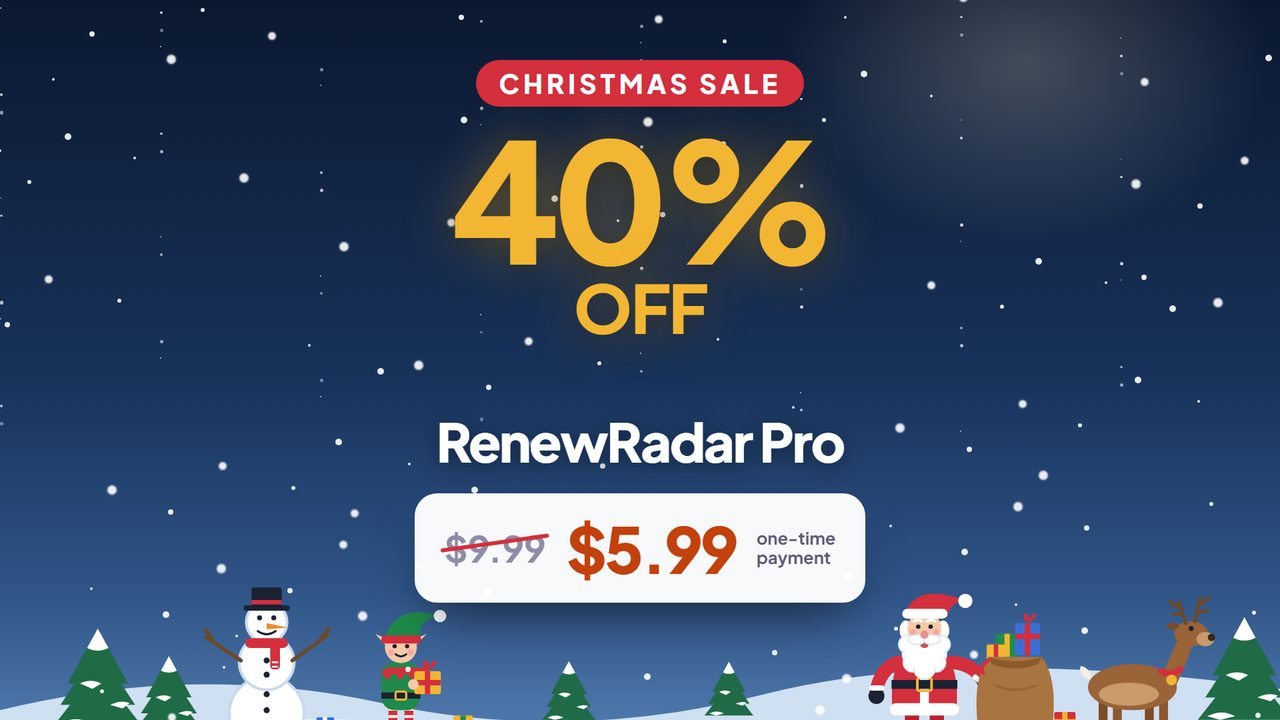 CHRISTMAS SALE
40%
OFF
RenewRadar Pro
$9.99 $5.99 one-time
payment